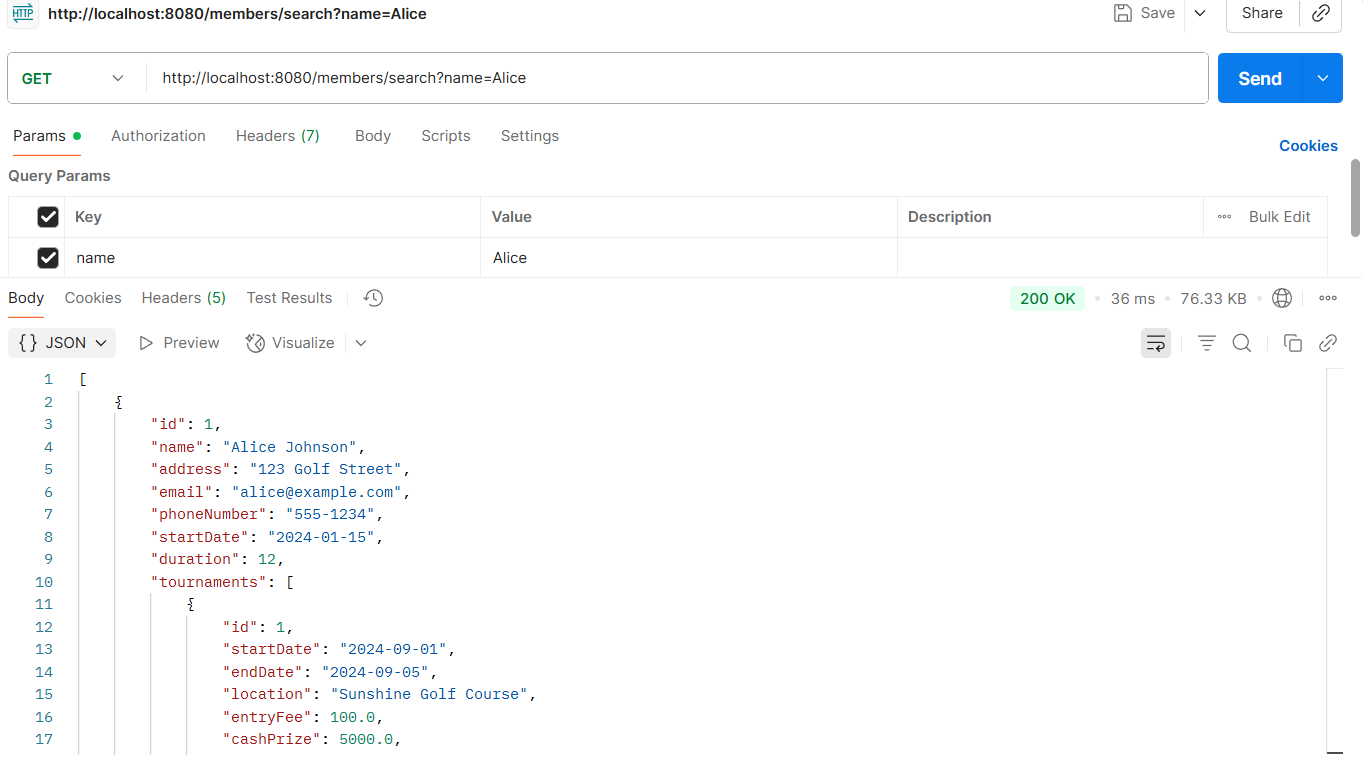 HTTP http://localhost:8080/members/search?name=Alice Save Share
GET http://localhost:8080/members/search?name=Alice Send
Params Authorization Headers (7) Body Scripts Settings Cookies
Query Params
Key Value Description Bulk Edit
name Alice
Body Cookies Headers (5) Test Results 200 OK • 36 ms • 76.33 KB
{} JSON Preview Visualize
1 [
2 {
3 "id": 1,
4 "name": "Alice Johnson",
5 "address": "123 Golf Street",
6 "email": "alice@example.com",
7 "phoneNumber": "555-1234",
8 "startDate": "2024-01-15",
9 "duration": 12,
10 "tournaments": [
11 {
12 "id": 1,
13 "startDate": "2024-09-01",
14 "endDate": "2024-09-05",
15 "location": "Sunshine Golf Course",
16 "entryFee": 100.0,
17 "cashPrize": 5000.0,